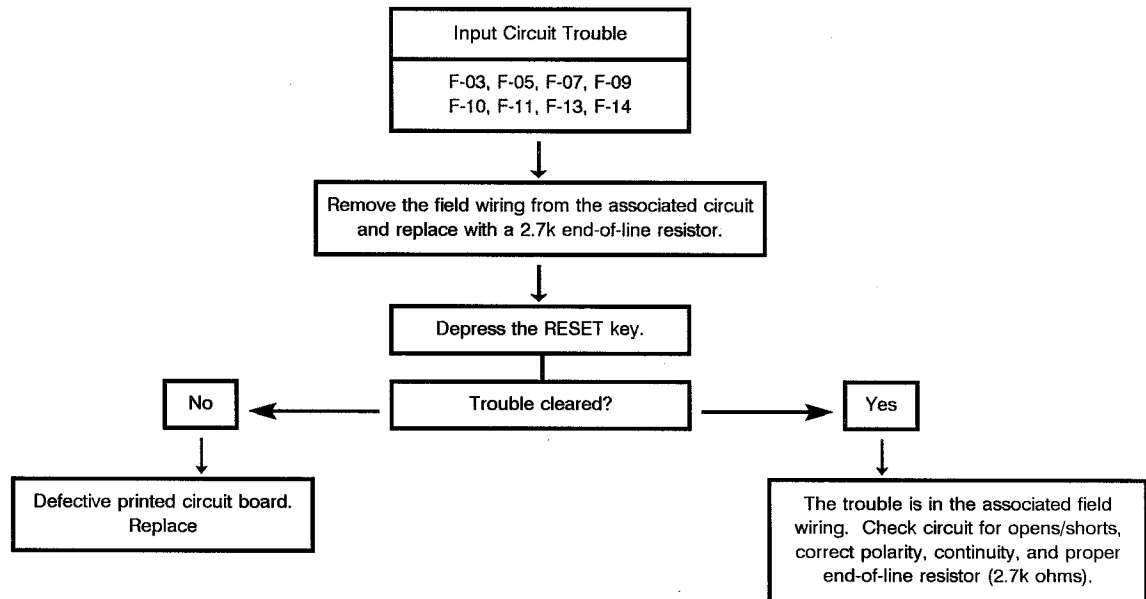 Input Circuit Trouble
F-03, F-05, F-07, F-09
F-10, F-11, F-13, F-14
Remove the field wiring from the associated circuit
and replace with a 2.7k end-of-line resistor.
Depress the RESET key.
Trouble cleared?
No
Yes
Defective printed circuit board.
Replace
The trouble is in the associated field
wiring. Check circuit for opens/shorts,
correct polarity, continuity, and proper
end-of-line resistor (2.7k ohms).